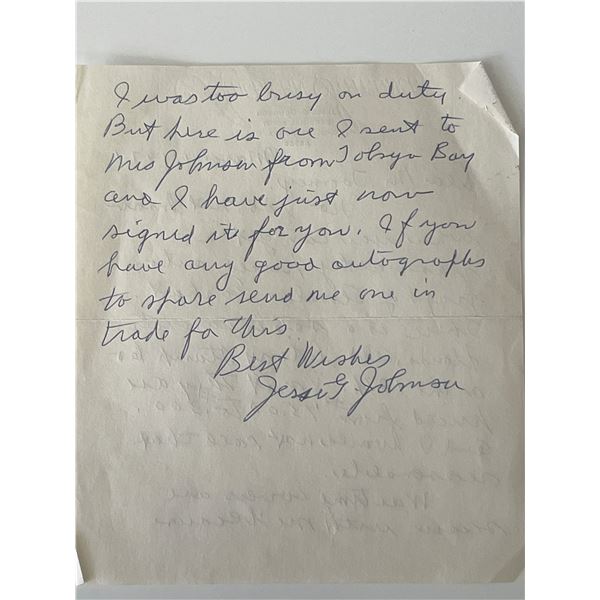 I was too busy on duty.
But here is one I sent to
Mrs Johnson from Tokyo Bay
and I have just now
signed it for you. If you
have any good autographs
to spare send me one in
trade for this
Best Wishes
Jesse G. Johnson